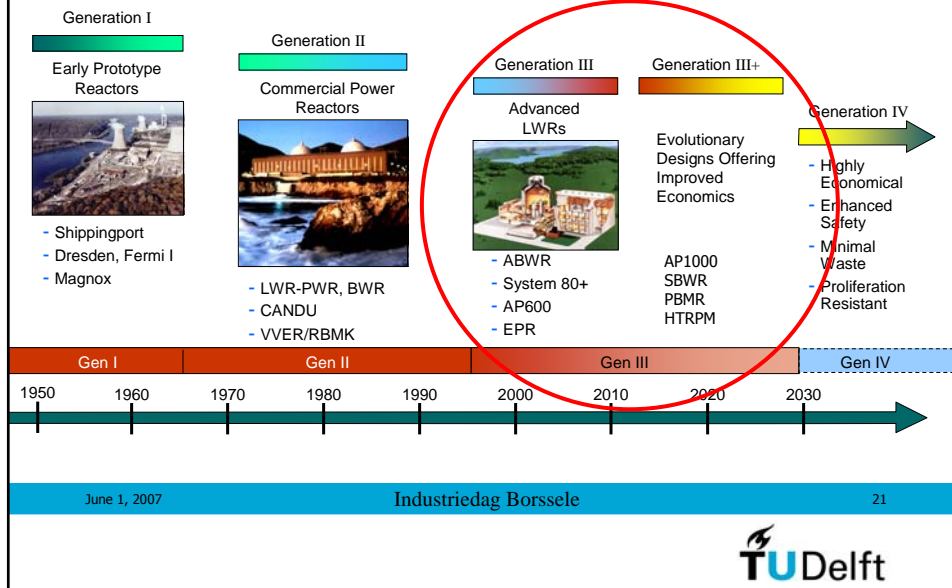 Generation I
Early Prototype
Reactors
- Shippingport
- Dresden, Fermi I
- Magnox
Generation II
Commercial Power
Reactors
- LWR-PWR, BWR
- CANDU
- VVER/RBMK
Generation III
Advanced
LWRs
- ABWR
- System 80+
- AP600
- EPR
Generation III+
Evolutionary
Designs Offering
Improved
Economics
AP1000
SBWR
PBMR
HTRPM
Generation IV
- Highly
Economical
- Enhanced
Safety
- Minimal
Waste
- Proliferation
Resistant
Gen I
Gen II
Gen III
Gen IV
1950
1960
1970
1980
1990
2000
2010
2020
2030
June 1, 2007
Industriedag Borssele
21
TUDelft